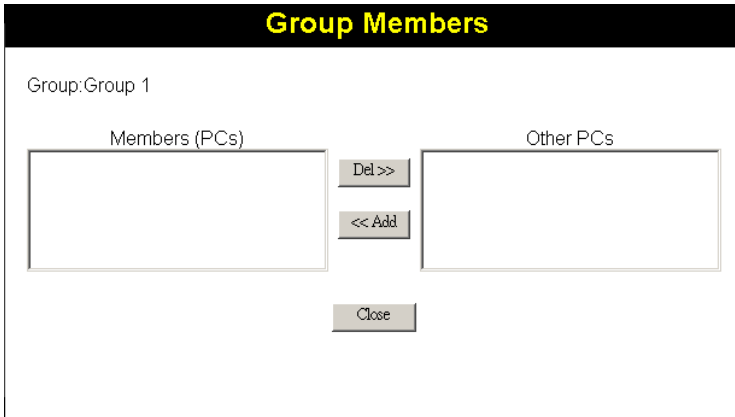 Group Members
Group:Group 1
Members (PCs)
Other PCs
Del >>
<< Add
Close